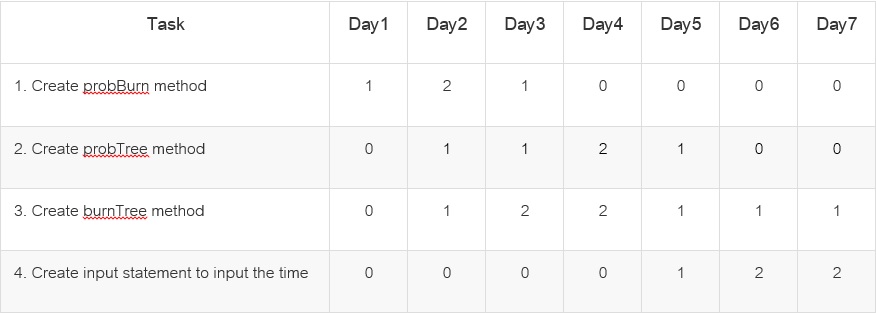 Task Day1 Day2 Day3 Day4 Day5 Day6 Day7
1. Create probBurn method 1 2 1 0 0 0 0
2. Create probTree method 0 1 1 2 1 0 0
3. Create burnTree method 0 1 2 2 1 1 1
4. Create input statement to input the time 0 0 0 0 1 2 2